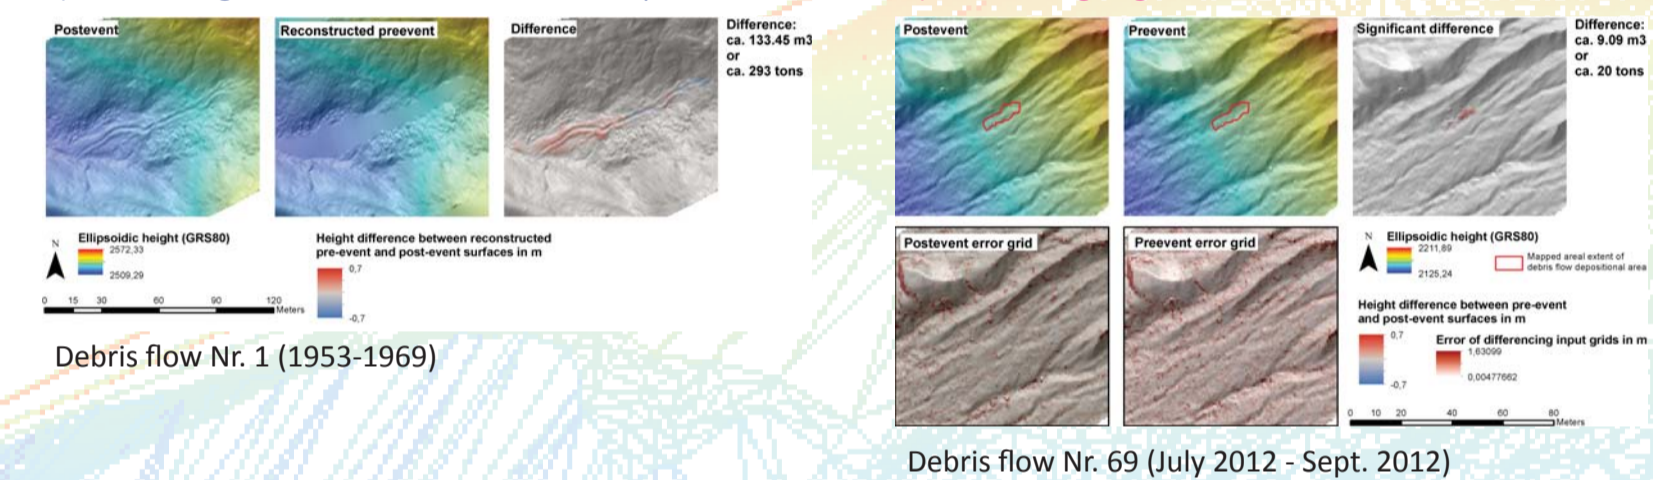 Postevent
Reconstructed preevent
Difference
Difference:
ca. 133.45 m3
or
ca. 293 tons
N
Ellipsoidic height (GRS80)
2572,33
2509,29
Height difference between reconstructed
pre-event and post-event surfaces in m
0,7
-0,7
0 15 30 60 90 120
Meters
Debris flow Nr. 1 (1953-1969)
Postevent
Preevent
Significant difference
Difference:
ca. 9.09 m3
or
ca. 20 tons
Postevent error grid
Preevent error grid
N
Ellipsoidic height (GRS80)
2211,89
2125,24
Mapped areal extent of
debris flow depositional area
Height difference between pre-event
and post-event surfaces in m
0,7
-0,7
Error of differencing input grids in m
1,63099
0,00477662
0 10 20 40 60 80
Meters
Debris flow Nr. 69 (July 2012 - Sept. 2012)